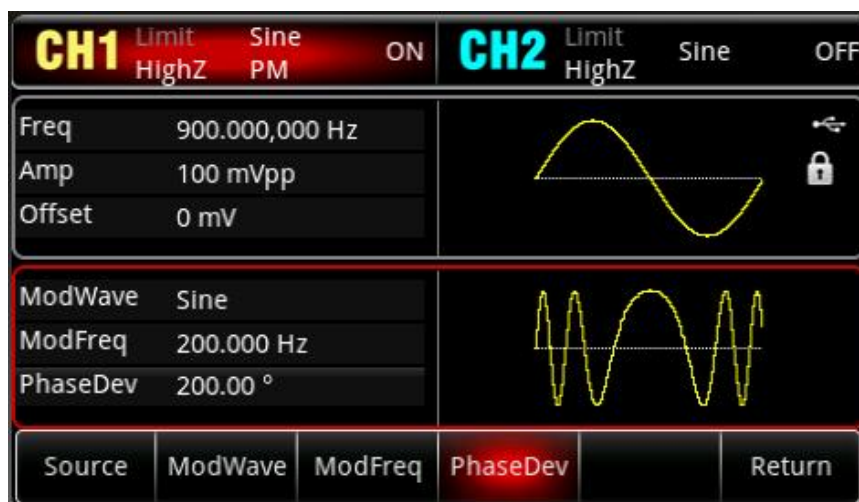 CH1 Limit Sine ON CH2 Limit Sine OFF
HighZ PM HighZ
Freq 900.000,000 Hz
Amp 100 mVpp
Offset 0 mV
ModWave Sine
ModFreq 200.000 Hz
PhaseDev 200.00 °
Source ModWave ModFreq PhaseDev Return